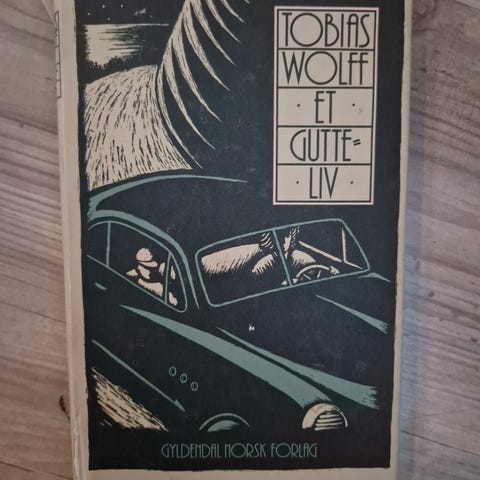 TOBIAS
WOLFF
· ET ·
GUTTE=
· LIV ·
GYLDENDAL NORSK FORLAG